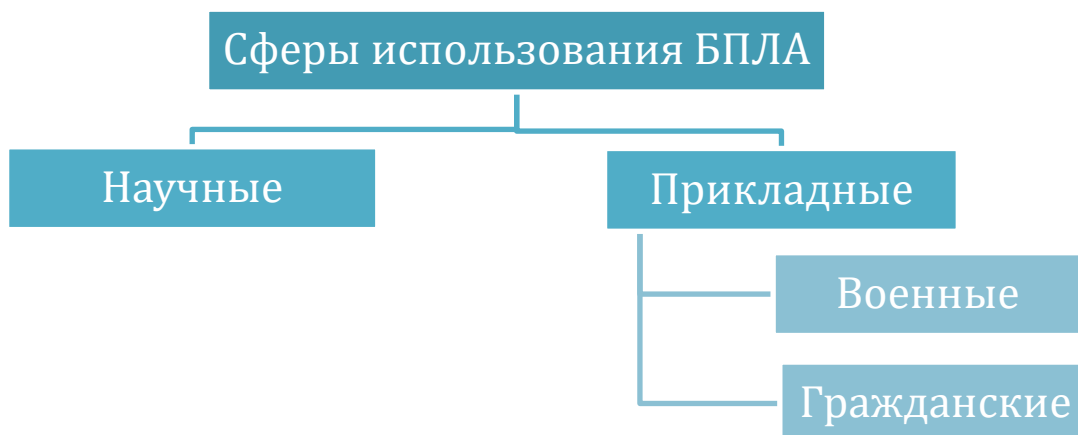 Сферы использования БПЛА
Научные
Прикладные
Военные
Гражданские